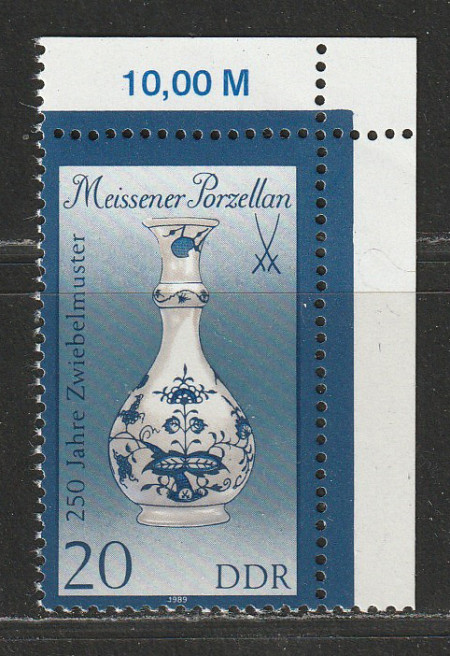 10,00 M
Meissener Porzellan
250 Jahre Zwiebelmuster
20
DDR
1989